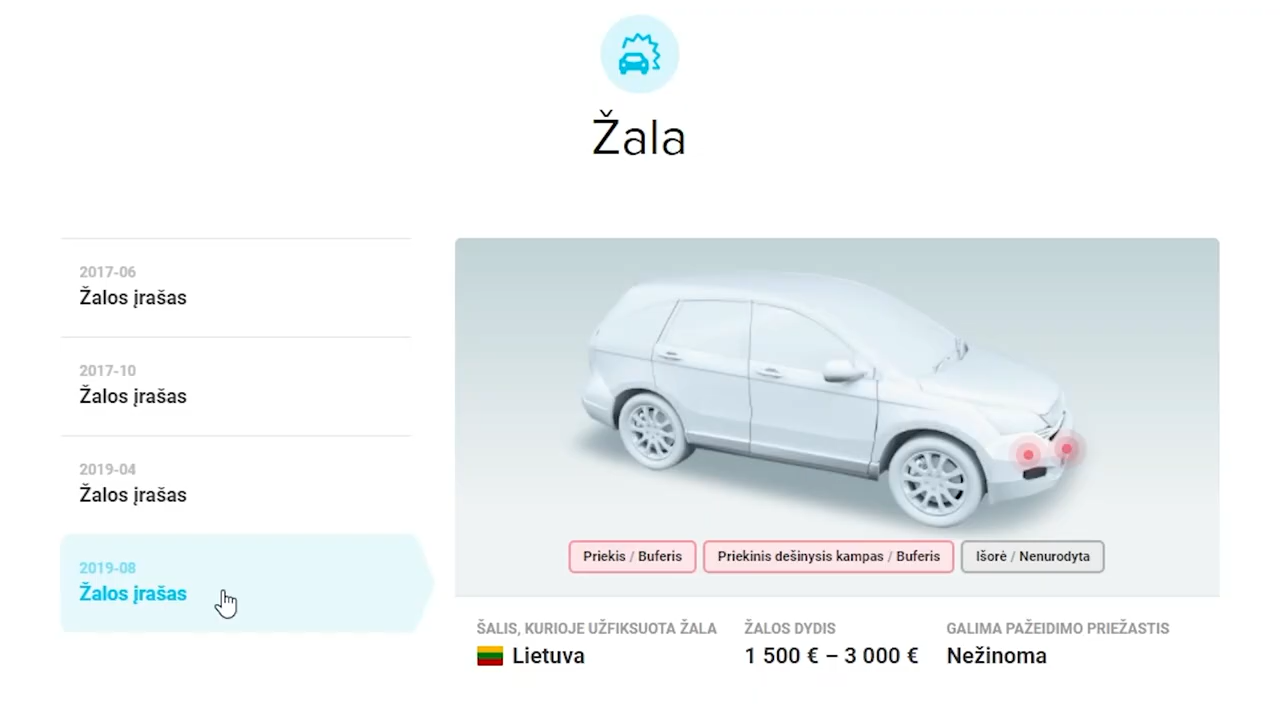 Žala
2017-06
Žalos įrašas
2017-10
Žalos įrašas
2019-04
Žalos įrašas
2019-08
Žalos įrašas
Priekis / Buferis
Priekinis dešinysis kampas / Buferis
Išorė / Nenurodyta
ŠALIS, KURIOJE UŽFIKSUOTA ŽALA
Lietuva
ŽALOS DYDIS
1 500 € – 3 000 €
GALIMA PAŽEIDIMO PRIEŽASTIS
Nežinoma